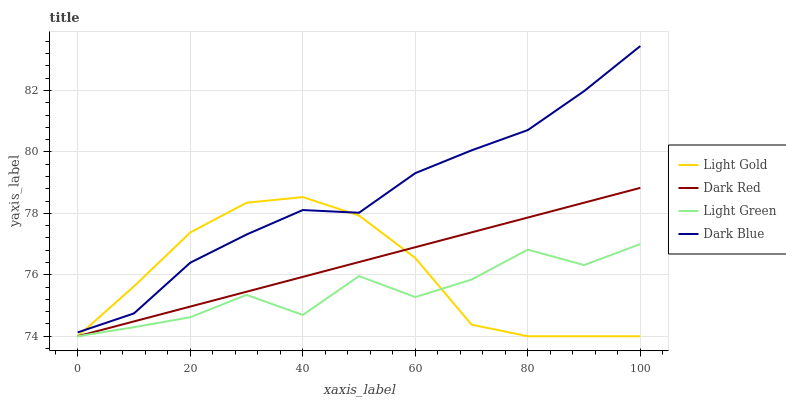 title
yaxis_label
82
80
78
76
74
0 20 40 60 80 100
xaxis_label
Light Gold
Dark Red
Light Green
Dark Blue